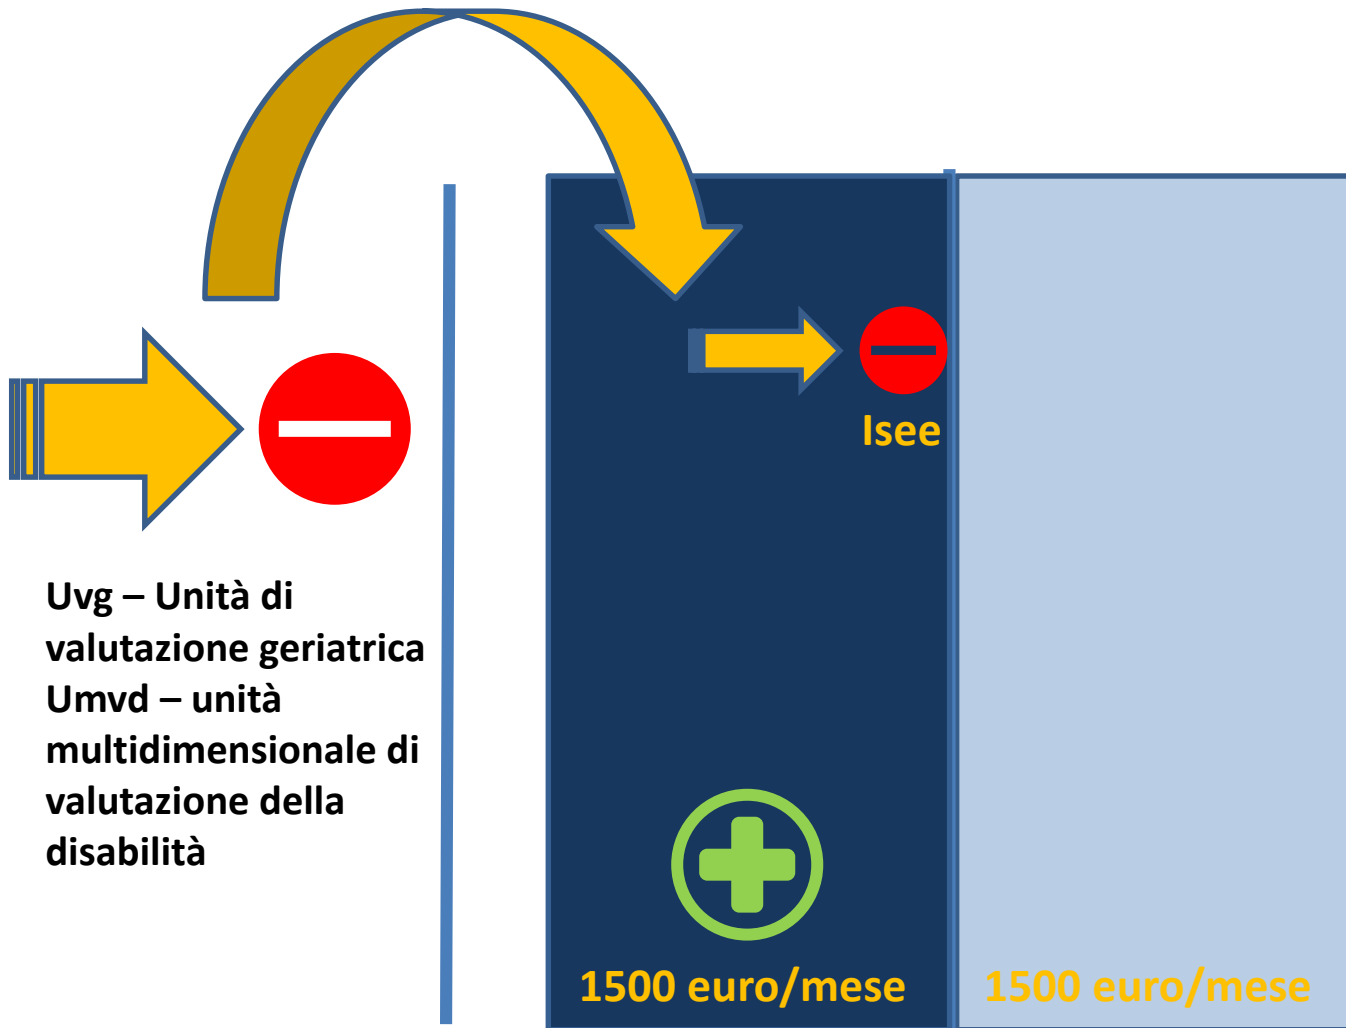 Isee
Uvg – Unità di
valutazione geriatrica
Umvd – unità
multidimensionale di
valutazione della
disabilità
1500 euro/mese
1500 euro/mese